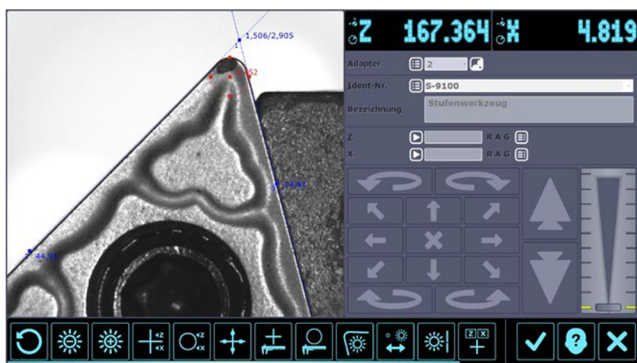 Z 167.364 X 4.819
1,506/2,905
Adapter 2
Ident-Nr. S-9100
Bezeichnung Stufenwerkzeug
Z R A G
X R A G
+Z
+X
+Z
+X
Z X
?